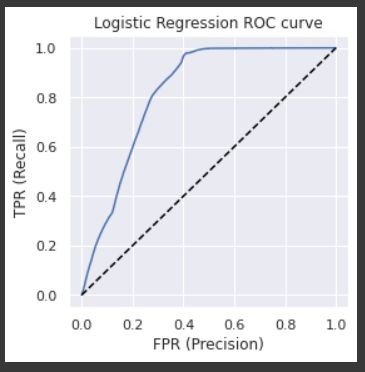 Logistic Regression ROC curve
1.0
0.8
0.6
0.4
0.2
0.0
TPR (Recall)
0.0 0.2 0.4 0.6 0.8 1.0
FPR (Precision)